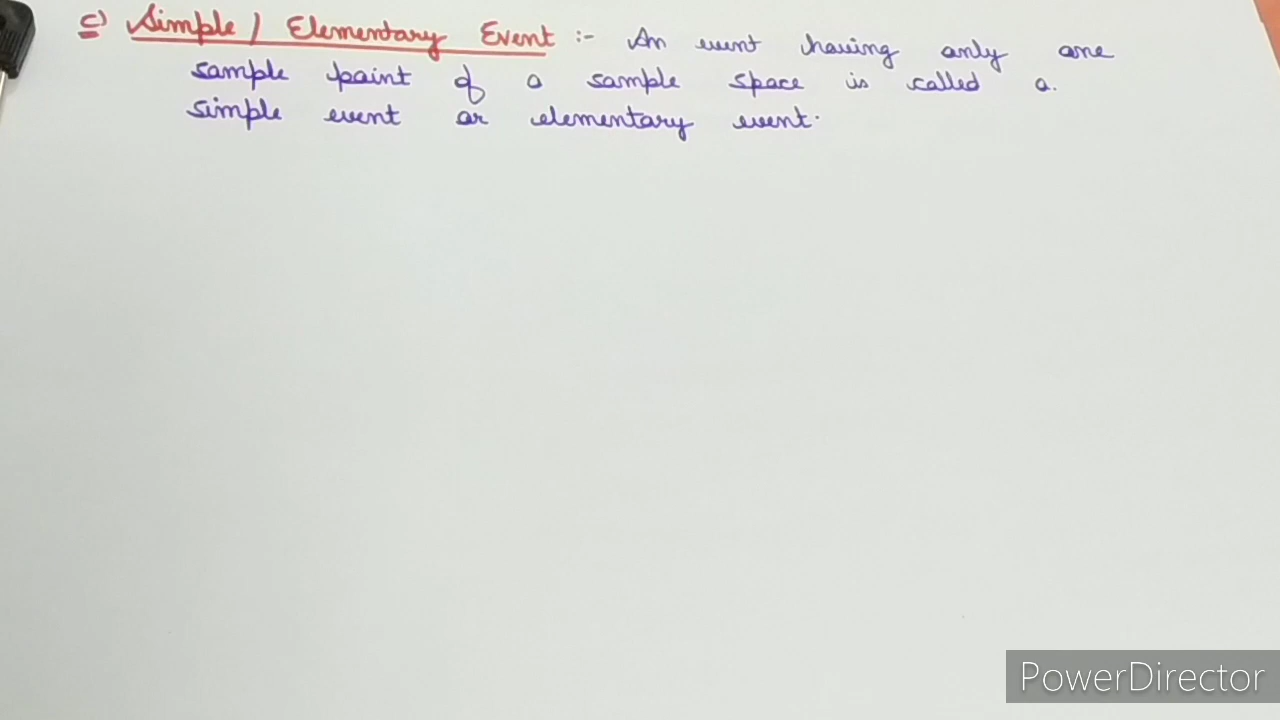 c) Simple / Elementary Event :- An event having only one
sample point of a sample space is called a
simple event or elementary event.
PowerDirector